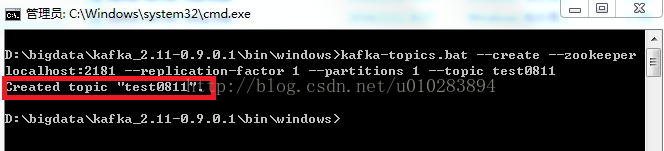 管理员: C:\Windows\system32\cmd.exe
D:\bigdata\kafka_2.11-0.9.0.1\bin\windows>kafka-topics.bat --create --zookeeper
localhost:2181 --replication-factor 1 --partitions 1 --topic test0811
Created topic "test0811".
http://blog.csdn.net/u010283894
D:\bigdata\kafka_2.11-0.9.0.1\bin\windows>